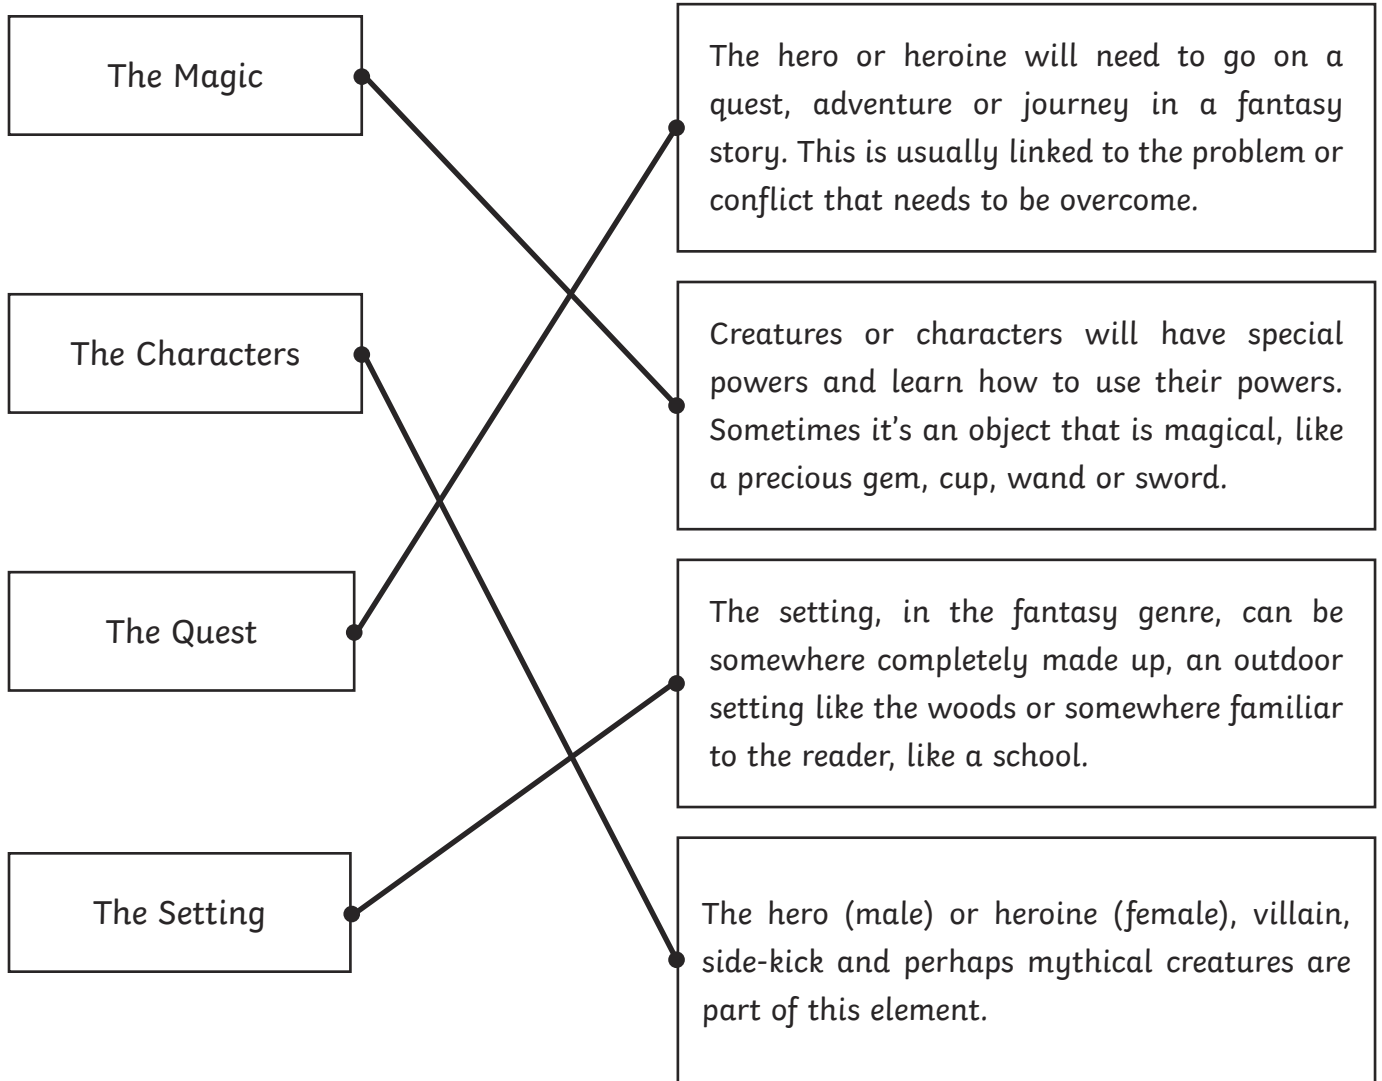 The Magic
The hero or heroine will need to go on a
quest, adventure or journey in a fantasy
story. This is usually linked to the problem or
conflict that needs to be overcome.
The Characters
Creatures or characters will have special
powers and learn how to use their powers.
Sometimes it's an object that is magical, like
a precious gem, cup, wand or sword.
The Quest
The setting, in the fantasy genre, can be
somewhere completely made up, an outdoor
setting like the woods or somewhere familiar
to the reader, like a school.
The Setting
The hero (male) or heroine (female), villain,
side-kick and perhaps mythical creatures are
part of this element.